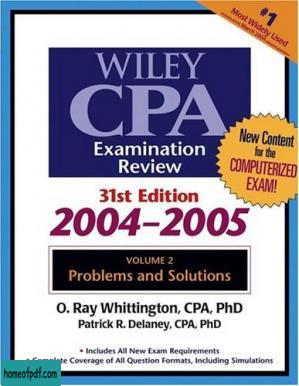 #1
Most Widely Used
WILEY
CPA
Examination
Review
New Content
for the
COMPUTERIZED
EXAM!
31st Edition
2004–2005
VOLUME 2
Problems and Solutions
O. Ray Whittington, CPA, PhD
Patrick R. Delaney, CPA, PhD
• Includes All New Exam Requirements
• Complete Coverage of All Question Formats, Including Simulations
homeofpdf.com